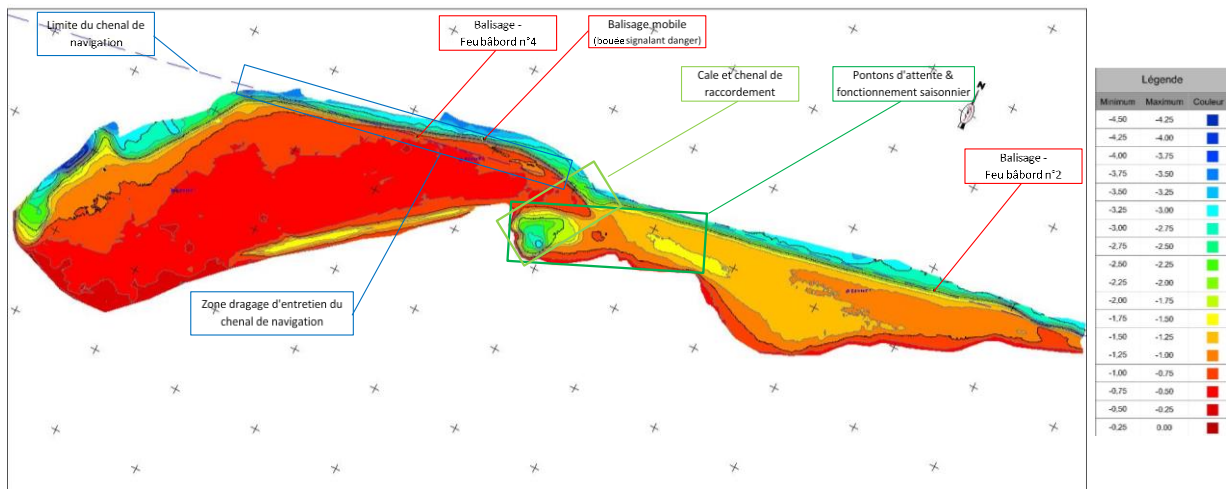 Limite du chenal de
navigation
Balisage -
Feu bâbord n°4
Balisage mobile
(bouée signalant danger)
Cale et chenal de
raccordement
Pontons d'attente &
fonctionnement saisonnier
N
Balisage -
Feu bâbord n°2
Zone dragage d'entretien du
chenal de navigation
Légende
Minimum Maximum Couleur
-4,50 -4,25
-4,25 -4,00
-4,00 -3,75
-3,75 -3,50
-3,50 -3,25
-3,25 -3,00
-3,00 -2,75
-2,75 -2,50
-2,50 -2,25
-2,25 -2,00
-2,00 -1,75
-1,75 -1,50
-1,50 -1,25
-1,25 -1,00
-1,00 -0,75
-0,75 -0,50
-0,50 -0,25
-0,25 0.00